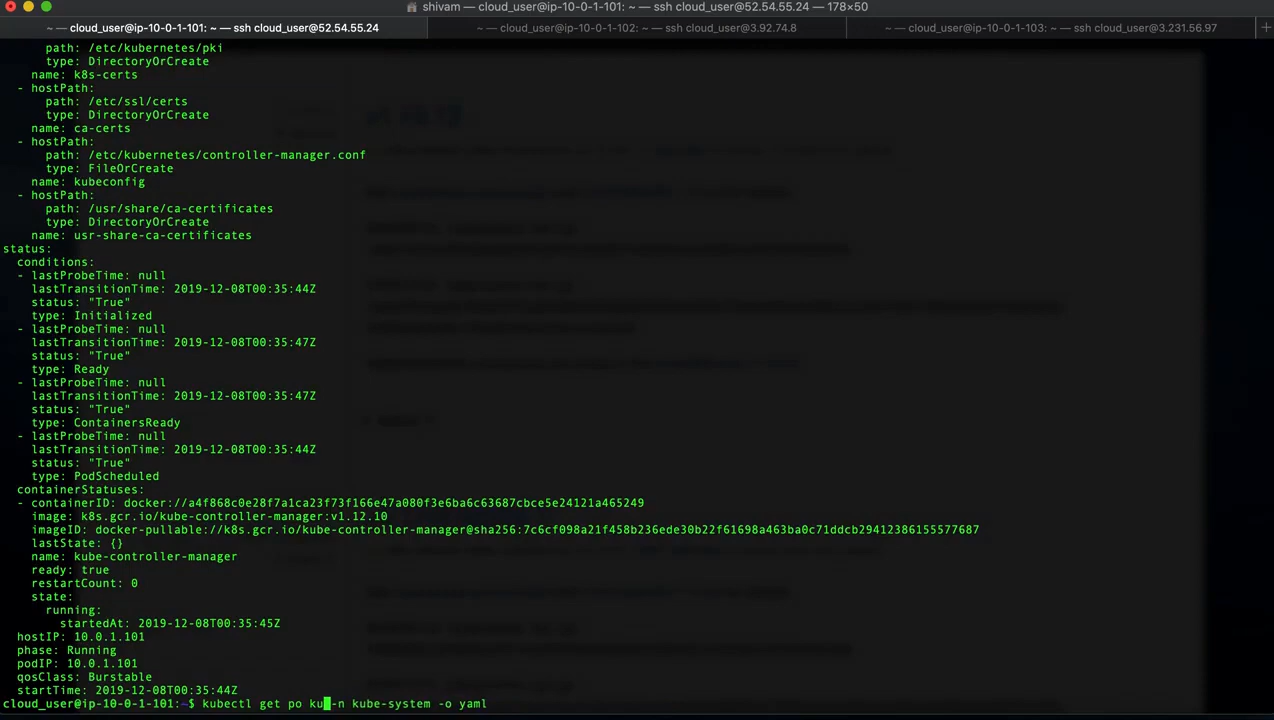 shivam — cloud_user@ip-10-0-1-101: ~ — ssh cloud_user@52.54.55.24 — 178×50
~ — cloud_user@ip-10-0-1-101: ~ — ssh cloud_user@52.54.55.24
~ — cloud_user@ip-10-0-1-102: ~ — ssh cloud_user@3.92.74.8
~ — cloud_user@ip-10-0-1-103: ~ — ssh cloud_user@3.231.56.97
path: /etc/kubernetes/pki
type: DirectoryOrCreate
name: k8s-certs
- hostPath:
path: /etc/ssl/certs
type: DirectoryOrCreate
name: ca-certs
- hostPath:
path: /etc/kubernetes/controller-manager.conf
type: FileOrCreate
name: kubeconfig
- hostPath:
path: /usr/share/ca-certificates
type: DirectoryOrCreate
name: usr-share-ca-certificates
status:
conditions:
- lastProbeTime: null
lastTransitionTime: 2019-12-08T00:35:44Z
status: "True"
type: Initialized
- lastProbeTime: null
lastTransitionTime: 2019-12-08T00:35:47Z
status: "True"
type: Ready
- lastProbeTime: null
lastTransitionTime: 2019-12-08T00:35:47Z
status: "True"
type: ContainersReady
- lastProbeTime: null
lastTransitionTime: 2019-12-08T00:35:44Z
status: "True"
type: PodScheduled
containerStatuses:
- containerID: docker://a4f868c0e28f7a1ca23f73f166e47a080f3e6ba6c63687cbce5e24121a465249
image: k8s.gcr.io/kube-controller-manager:v1.12.10
imageID: docker-pullable://k8s.gcr.io/kube-controller-manager@sha256:7c6cf098a21f458b236ede30b22f61698a463ba0c71ddcb29412386155577687
lastState: {}
name: kube-controller-manager
ready: true
restartCount: 0
state:
running:
startedAt: 2019-12-08T00:35:45Z
hostIP: 10.0.1.101
phase: Running
podIP: 10.0.1.101
qosClass: Burstable
startTime: 2019-12-08T00:35:44Z
cloud_user@ip-10-0-1-101:~$ kubectl get po ku -n kube-system -o yaml